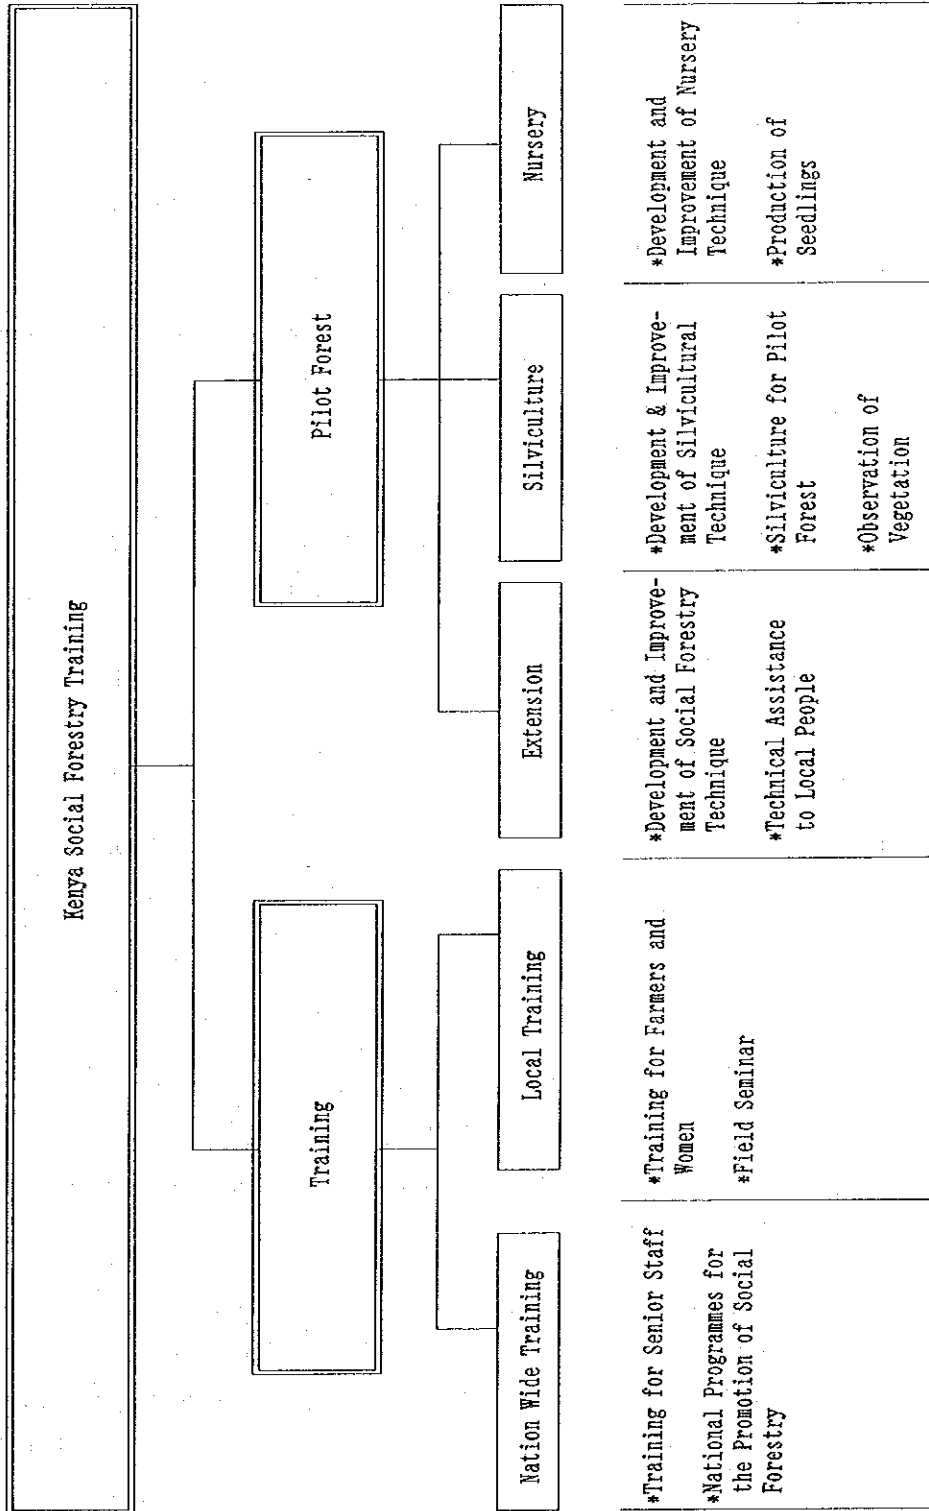 Kenya Social Forestry Training
Training
Pilot Forest
Nation Wide Training
Local Training
Extension
Silviculture
Nursery
*Training for Senior Staff
*National Programmes for
the Promotion of Social
Forestry
*Training for Farmers and
Women
*Field Seminar
*Development and Improve-
ment of Social Forestry
Technique
*Technical Assistance
to Local People
*Development & Improve-
ment of Silvicultural
Technique
*Silviculture for Pilot
Forest
*Observation of
Vegetation
*Development and
Improvement of Nursery
Technique
*Production of
Seedlings